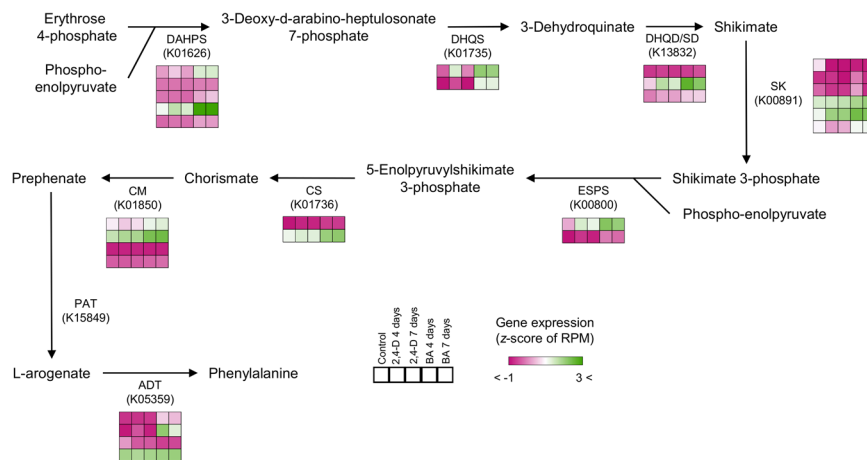 Erythrose
4-phosphate
DAHPS
(K01626)
Phospho-
enolpyruvate
3-Deoxy-d-arabino-heptulosonate
7-phosphate
DHQS
(K01735)
3-Dehydroquinate
DHQD/SD
(K13832)
Shikimate
SK
(K00891)
Prephenate
CM
(K01850)
Chorismate
CS
(K01736)
5-Enolpyruvylshikimate
3-phosphate
ESPS
(K00800)
Shikimate 3-phosphate
Phospho-enolpyruvate
PAT
(K15849)
L-arogenate
ADT
(K05359)
Phenylalanine
Control
2,4-D 4 days
2,4-D 7 days
BA 4 days
BA 7 days
Gene expression
(z-score of RPM)
< -1
3 <